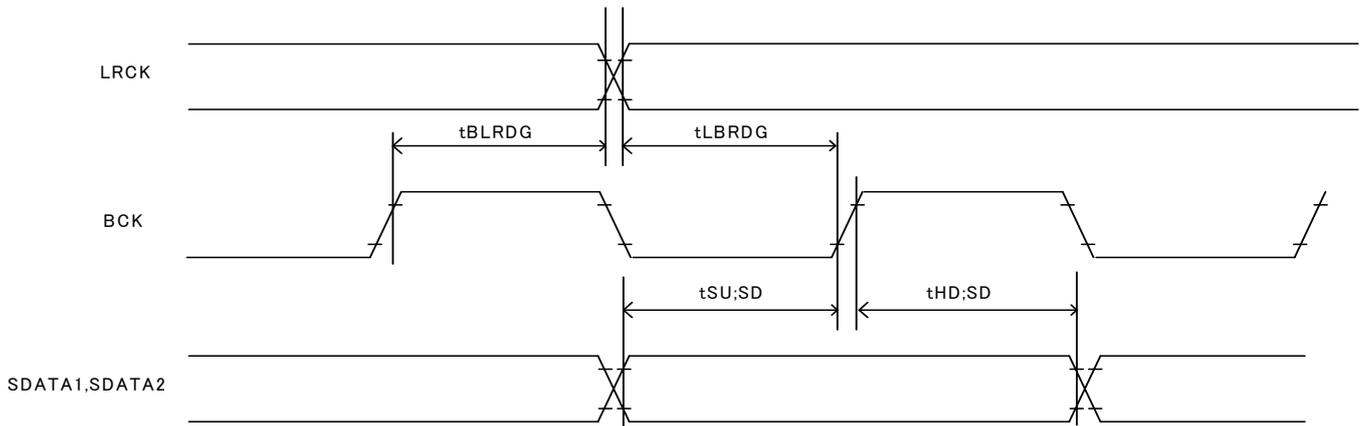 LRCK
tBLRDG
tLBRDG
BCK
tSU;SD
tHD;SD
SDATA1,SDATA2